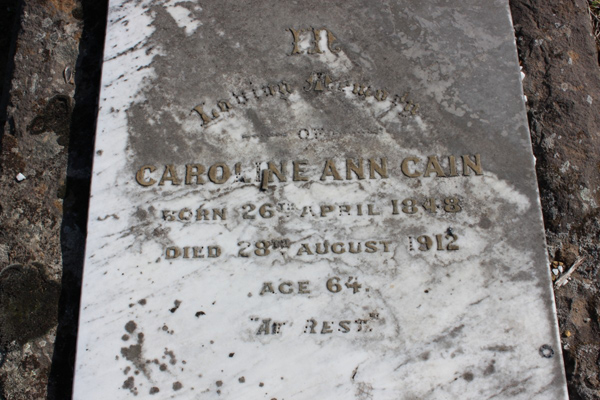 In
Loving Memory
OF
CAROLINE ANN CAIN
BORN 26TH APRIL 1848
DIED 28TH AUGUST 1912
AGE 64.
"AT REST."